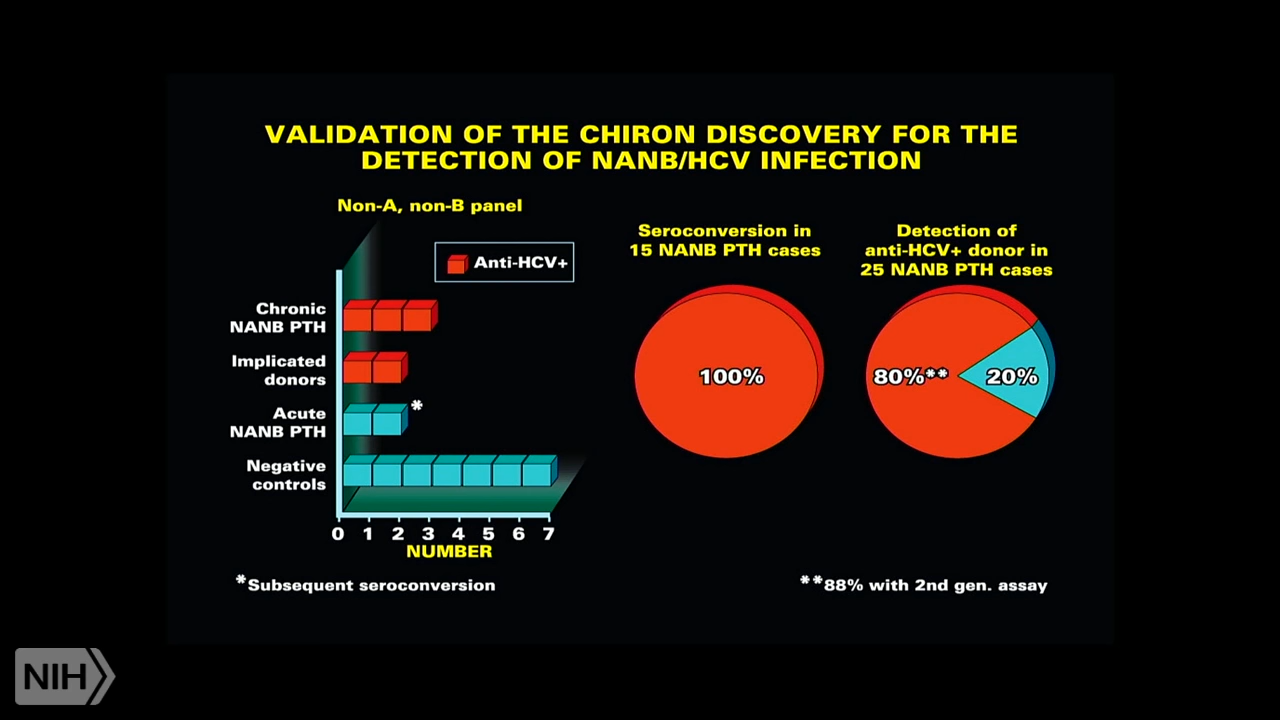 VALIDATION OF THE CHIRON DISCOVERY FOR THE
DETECTION OF NANB/HCV INFECTION
Non-A, non-B panel
Anti-HCV+
Chronic
NANB PTH
Implicated
donors
Acute
NANB PTH
*
Negative
controls
0 1 2 3 4 5 6 7
NUMBER
*Subsequent seroconversion
Seroconversion in
15 NANB PTH cases
100%
Detection of
anti-HCV+ donor in
25 NANB PTH cases
80%**
20%
**88% with 2nd gen. assay
NIH